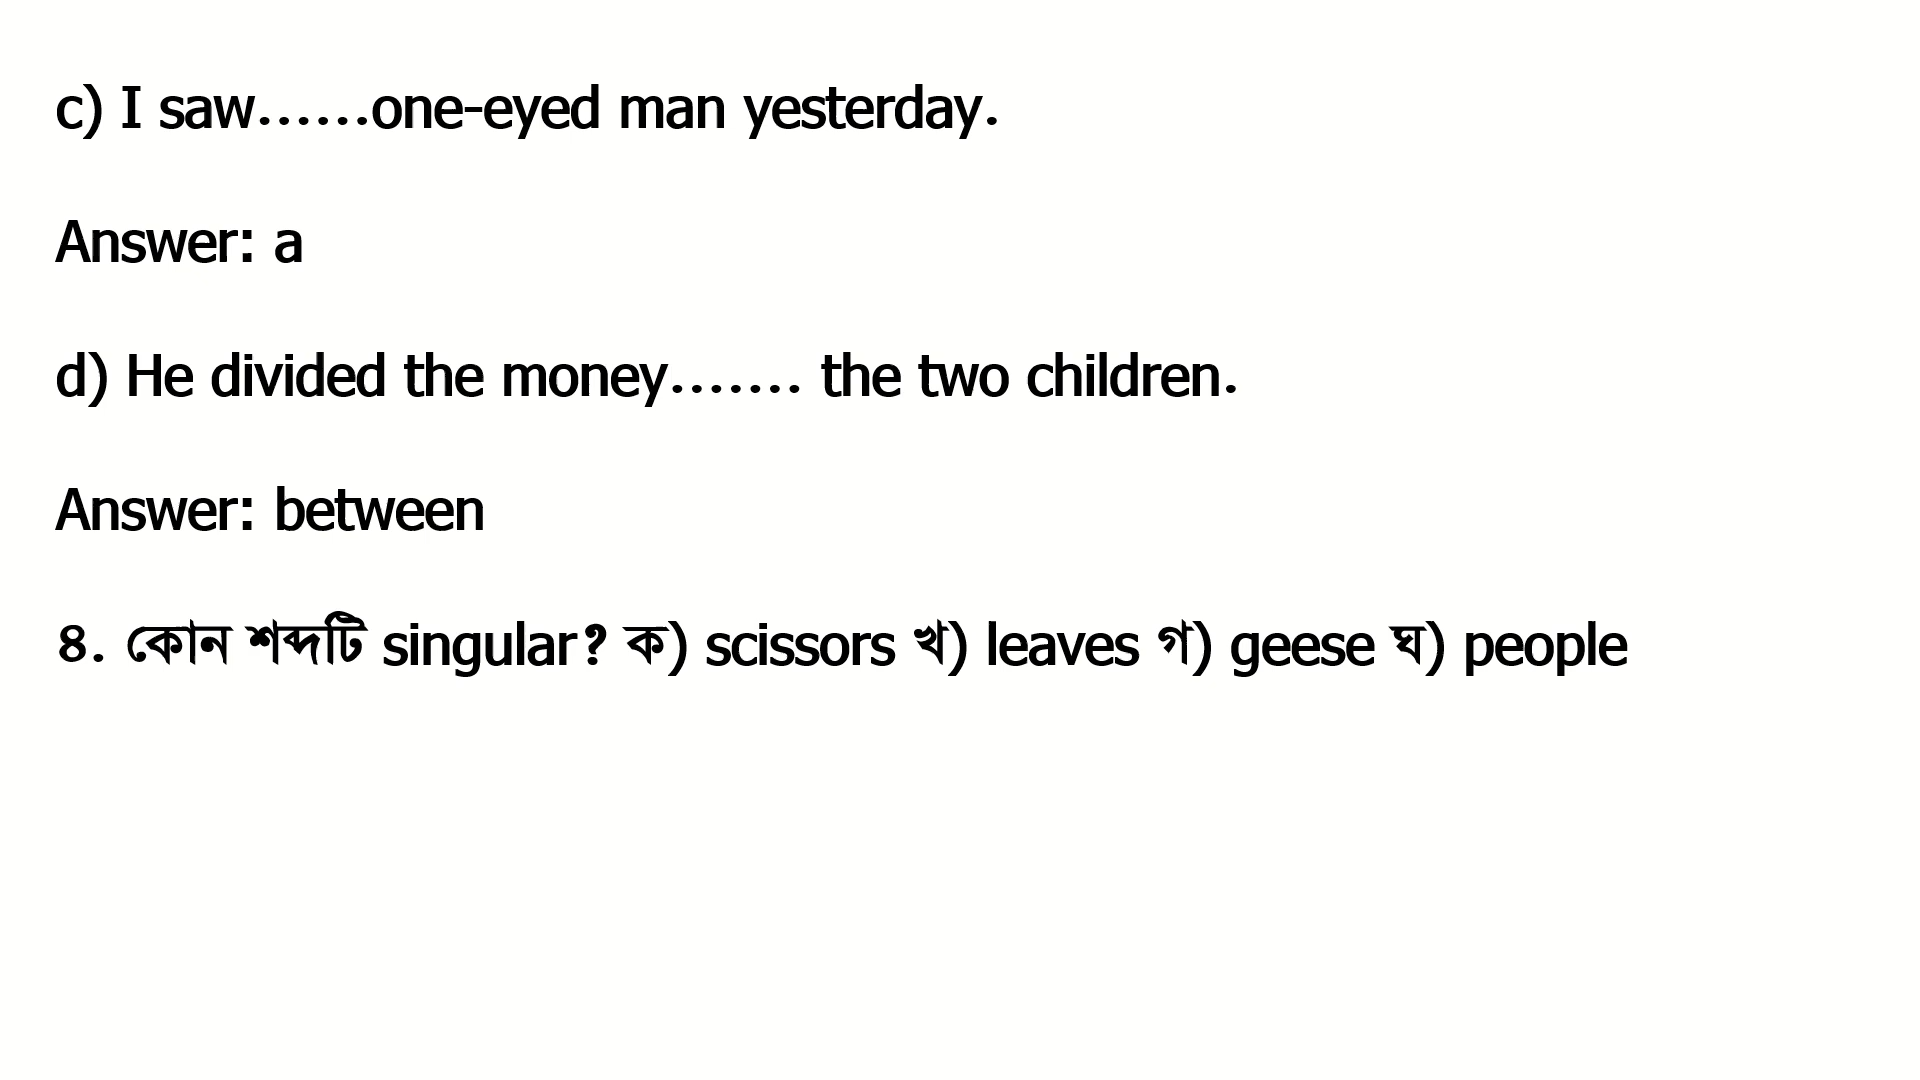 c) I saw......one-eyed man yesterday.
Answer: a
d) He divided the money....... the two children.
Answer: between
৪. কোন শব্দটি singular? ক) scissors খ) leaves গ) geese ঘ) people